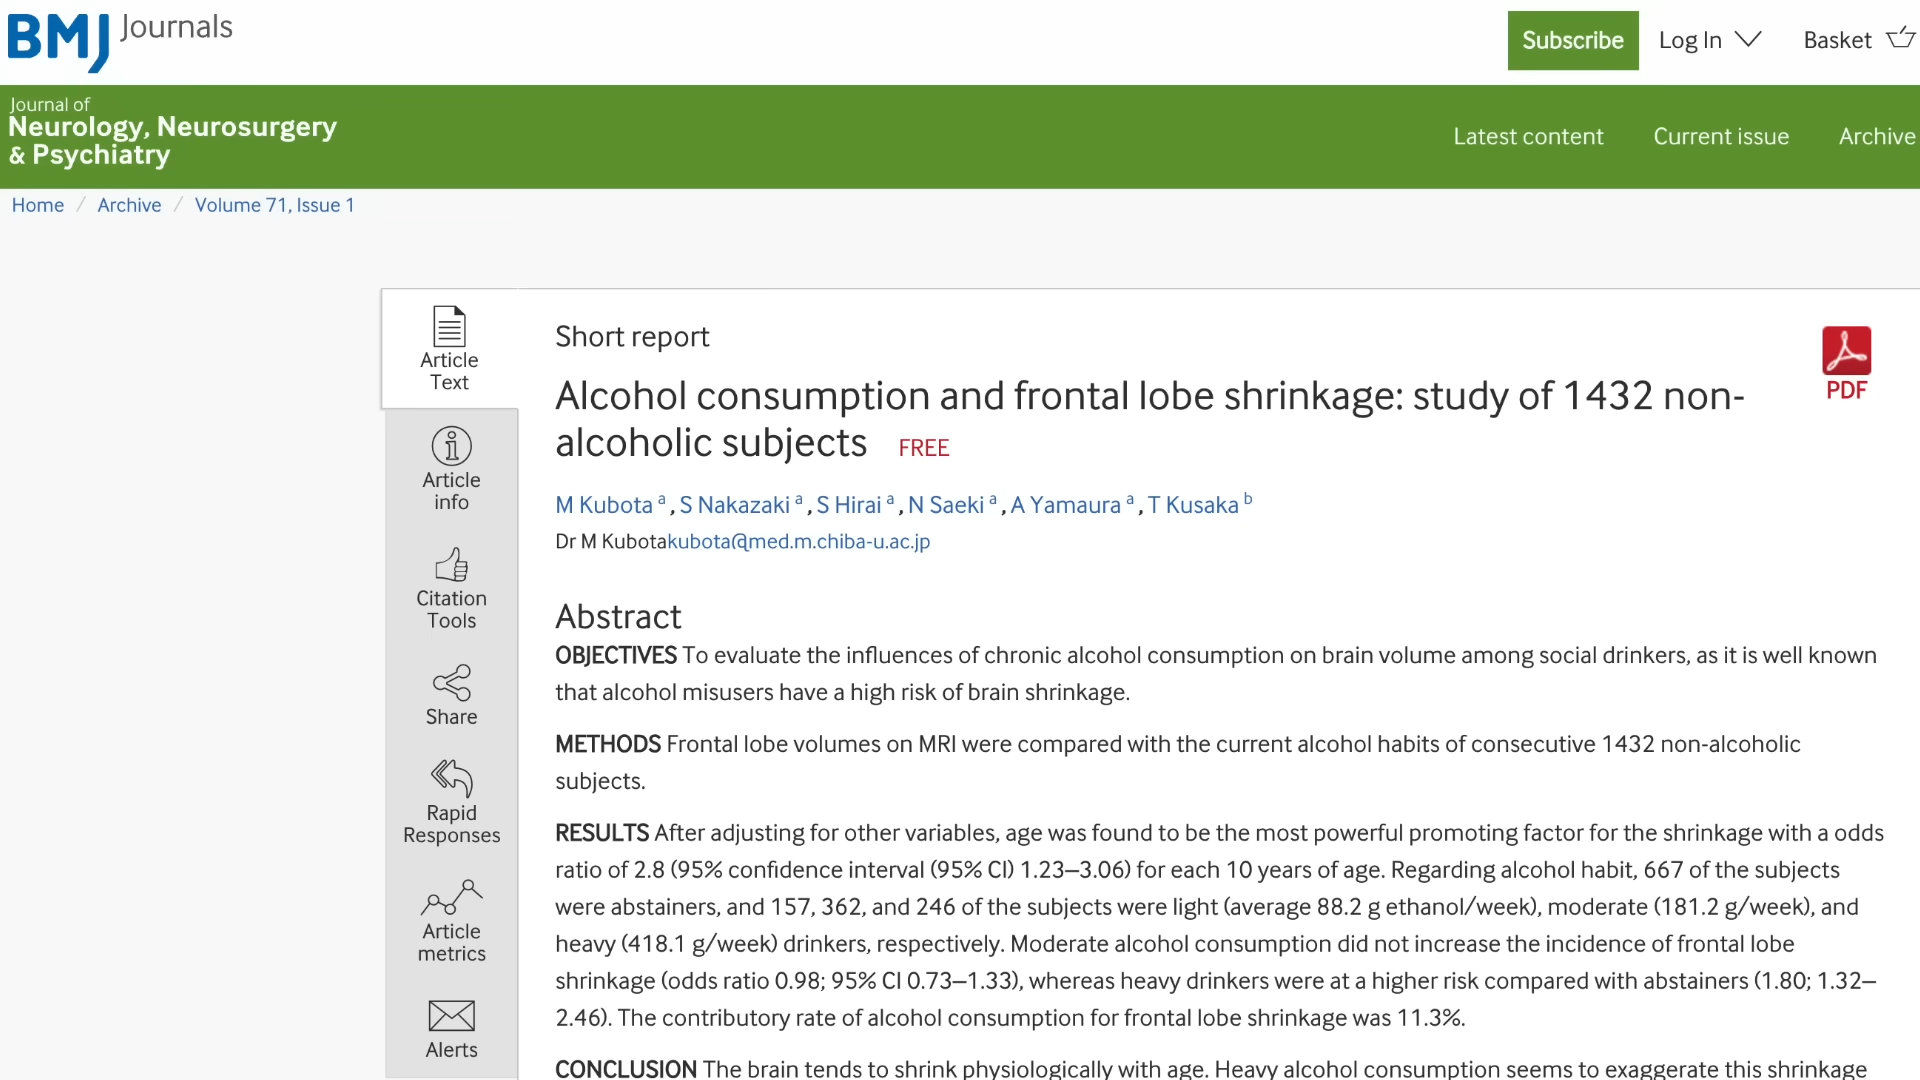 BMJ Journals
Subscribe
Log In
Basket
Journal of
Neurology, Neurosurgery
& Psychiatry
Latest content
Current issue
Archive
Home / Archive / Volume 71, Issue 1
Article
Text
Article
info
Citation
Tools
Share
Rapid
Responses
Article
metrics
Alerts
Short report
PDF
Alcohol consumption and frontal lobe shrinkage: study of 1432 non-
alcoholic subjects FREE
M Kubota a, S Nakazaki a, S Hirai a, N Saeki a, A Yamaura a, T Kusaka b
Dr M Kubotakubota@med.m.chiba-u.ac.jp
Abstract
OBJECTIVES To evaluate the influences of chronic alcohol consumption on brain volume among social drinkers, as it is well known
that alcohol misusers have a high risk of brain shrinkage.
METHODS Frontal lobe volumes on MRI were compared with the current alcohol habits of consecutive 1432 non-alcoholic
subjects.
RESULTS After adjusting for other variables, age was found to be the most powerful promoting factor for the shrinkage with a odds
ratio of 2.8 (95% confidence interval (95% CI) 1.23–3.06) for each 10 years of age. Regarding alcohol habit, 667 of the subjects
were abstainers, and 157, 362, and 246 of the subjects were light (average 88.2 g ethanol/week), moderate (181.2 g/week), and
heavy (418.1 g/week) drinkers, respectively. Moderate alcohol consumption did not increase the incidence of frontal lobe
shrinkage (odds ratio 0.98; 95% CI 0.73–1.33), whereas heavy drinkers were at a higher risk compared with abstainers (1.80; 1.32–
2.46). The contributory rate of alcohol consumption for frontal lobe shrinkage was 11.3%.
CONCLUSION The brain tends to shrink physiologically with age. Heavy alcohol consumption seems to exaggerate this shrinkage